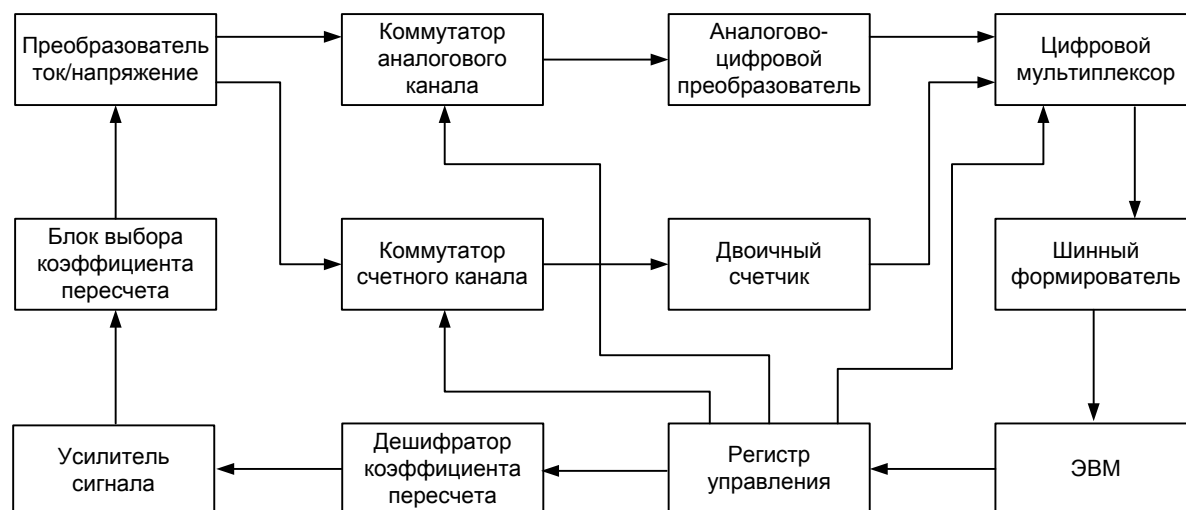 Преобразователь
ток/напряжение
Коммутатор
аналогового
канала
Аналогово-
цифровой
преобразователь
Цифровой
мультиплексор
Блок выбора
коэффициента
пересчета
Коммутатор
счетного канала
Двоичный
счетчик
Шинный
формирователь
Усилитель
сигнала
Дешифратор
коэффициента
пересчета
Регистр
управления
ЭВМ